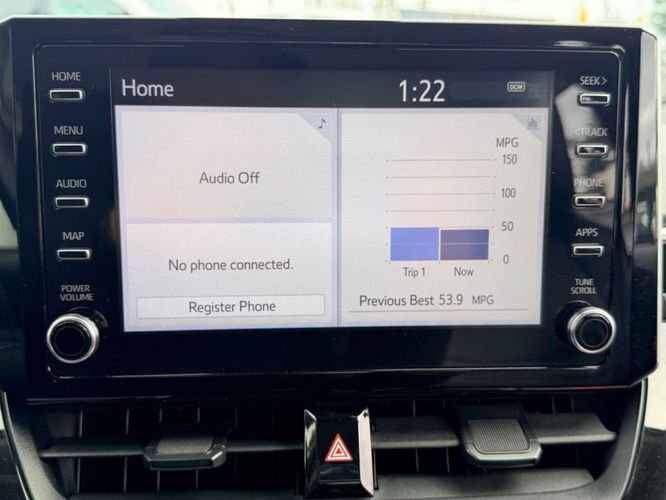 HOME
MENU
AUDIO
MAP
POWER
VOLUME
Home
1:22
DCM
Audio Off
No phone connected.
Register Phone
MPG
150
100
50
0
Trip 1
Now
Previous Best 53.9 MPG
SEEK>
<TRACK
PHONE
APPS
TUNE
SCROLL